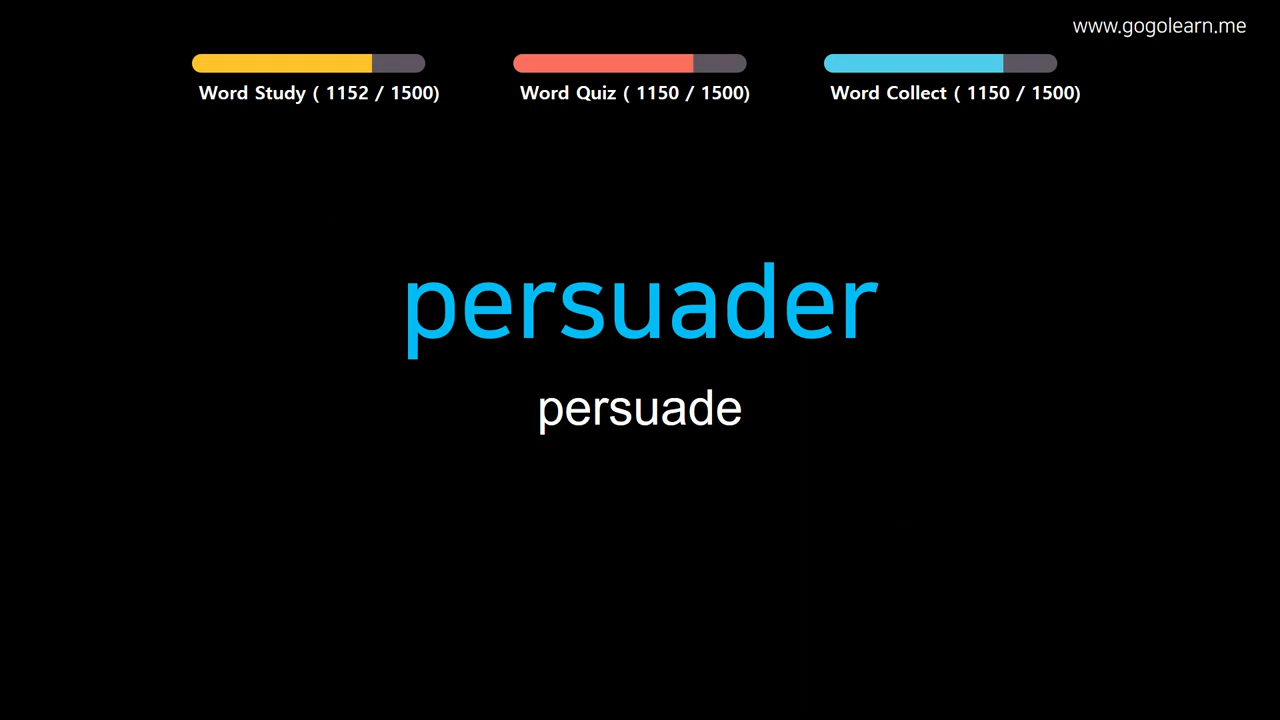 www.gogolearn.me
Word Study ( 1152 / 1500)
Word Quiz ( 1150 / 1500)
Word Collect ( 1150 / 1500)
persuader
persuade